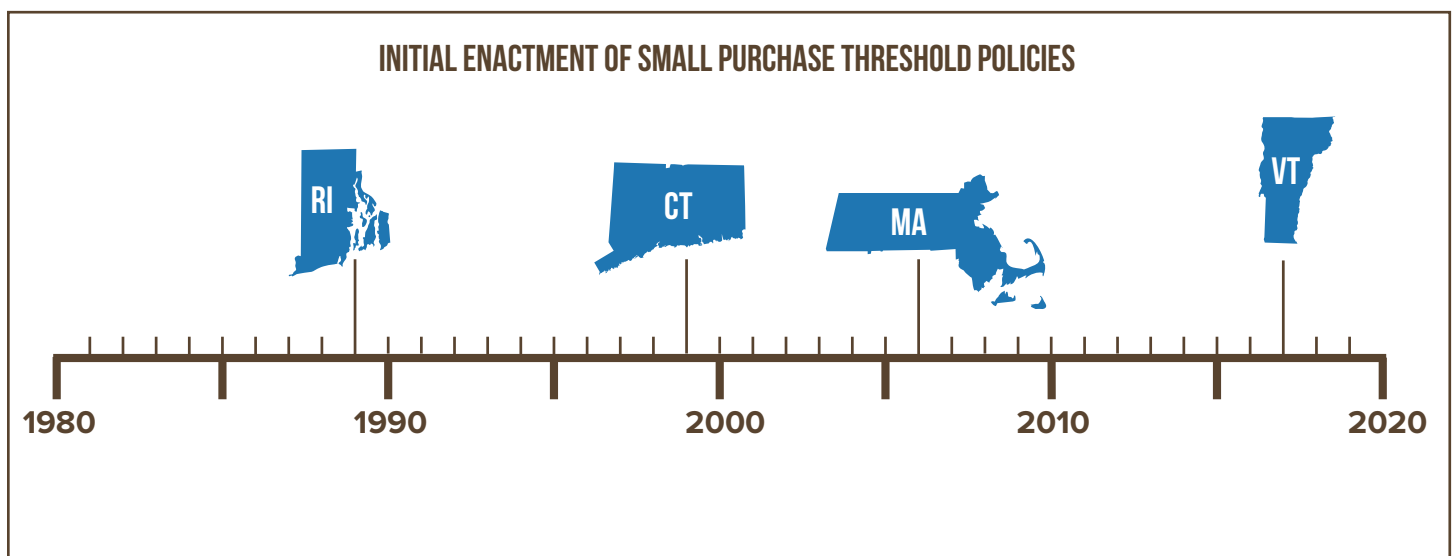 INITIAL ENACTMENT OF SMALL PURCHASE THRESHOLD POLICIES
RI
CT
MA
VT
1980
1990
2000
2010
2020